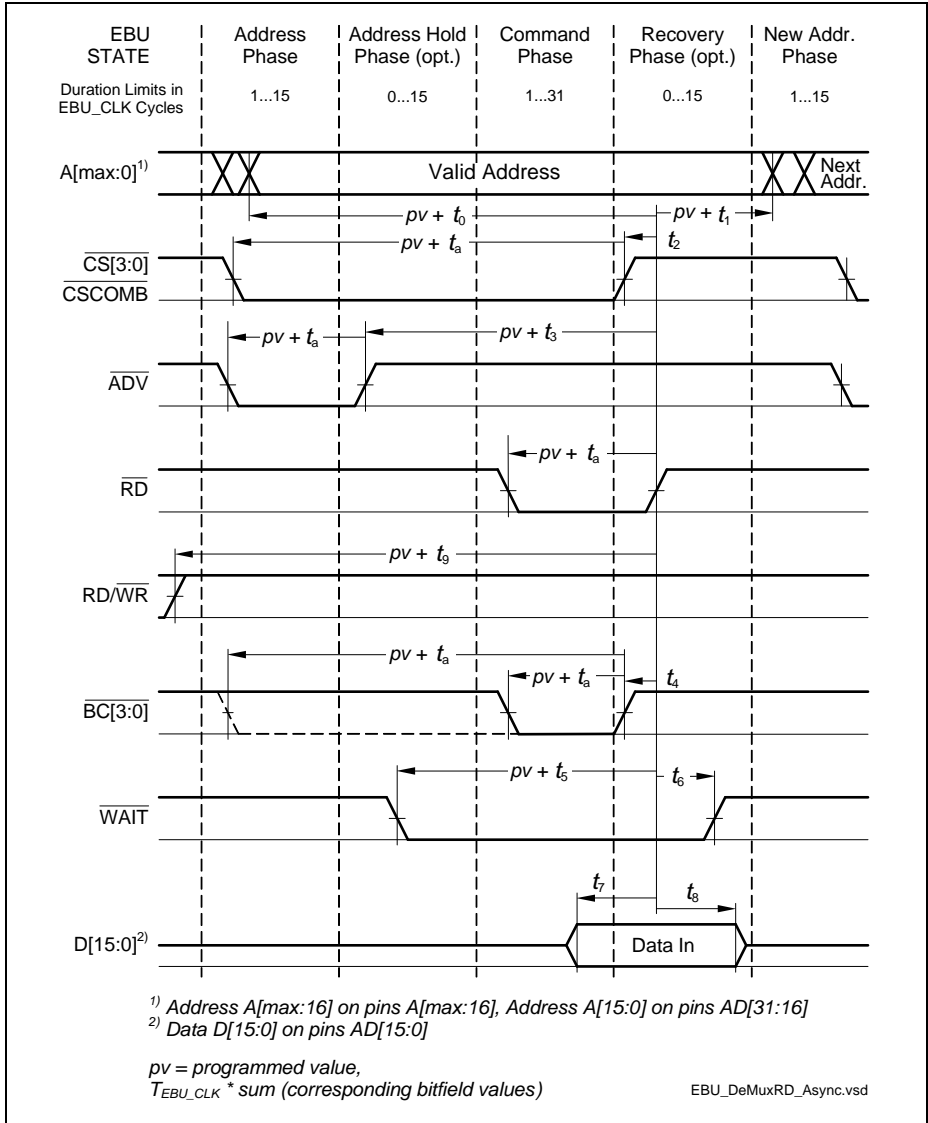 EBU STATE
Address Phase
Address Hold Phase (opt.)
Command Phase
Recovery Phase (opt.)
New Addr. Phase
Duration Limits in EBU_CLK Cycles
1...15
0...15
1...31
0...15
1...15
A[max:0]1)
Valid Address
Next Addr.
pv + t0
pv + t1
pv + ta
t2
CS[3:0]
CSCOMB
pv + ta
pv + t3
ADV
pv + ta
RD
pv + t9
RD/WR
pv + ta
pv + ta
t4
BC[3:0]
pv + t5
t6
WAIT
t7
t8
D[15:0]2)
Data In
1) Address A[max:16] on pins A[max:16], Address A[15:0] on pins AD[31:16]
2) Data D[15:0] on pins AD[15:0]
pv = programmed value,
TEBU_CLK * sum (corresponding bitfield values)
EBU_DeMuxRD_Async.vsd